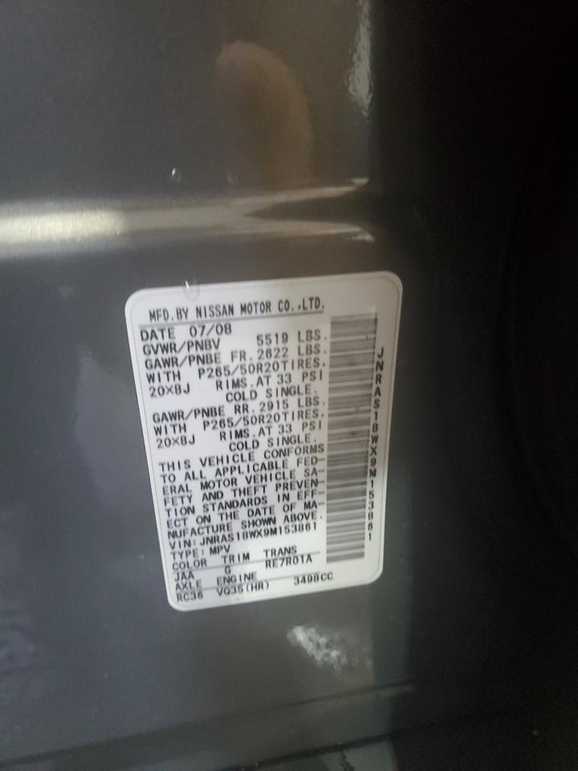 MFD.BY NISSAN MOTOR CO.,LTD.
DATE 07/08
GVWR/PNBV 5519 LBS.
GAWR/PNBE FR. 2622 LBS.
WITH P265/50R20TIRES,
20X8J RIMS.AT 33 PSI
COLD SINGLE.
GAWR/PNBE RR. 2915 LBS.
WITH P265/50R20TIRES,
20X8J RIMS.AT 33 PSI
COLD SINGLE.
THIS VEHICLE CONFORMS
TO ALL APPLICABLE FED-
ERAL MOTOR VEHICLE SA-
FETY AND THEFT PREVEN-
TION STANDARDS IN EFF-
ECT ON THE DATE OF MA-
NUFACTURE SHOWN ABOVE.
VIN: JNRAS18WX9M153861
TYPE: MPV
COLOR TRIM TRANS
JAA G RE7R01A
AXLE ENGINE
RC36 VQ35(HR) 3498CC
JNRAS18WX9M153861